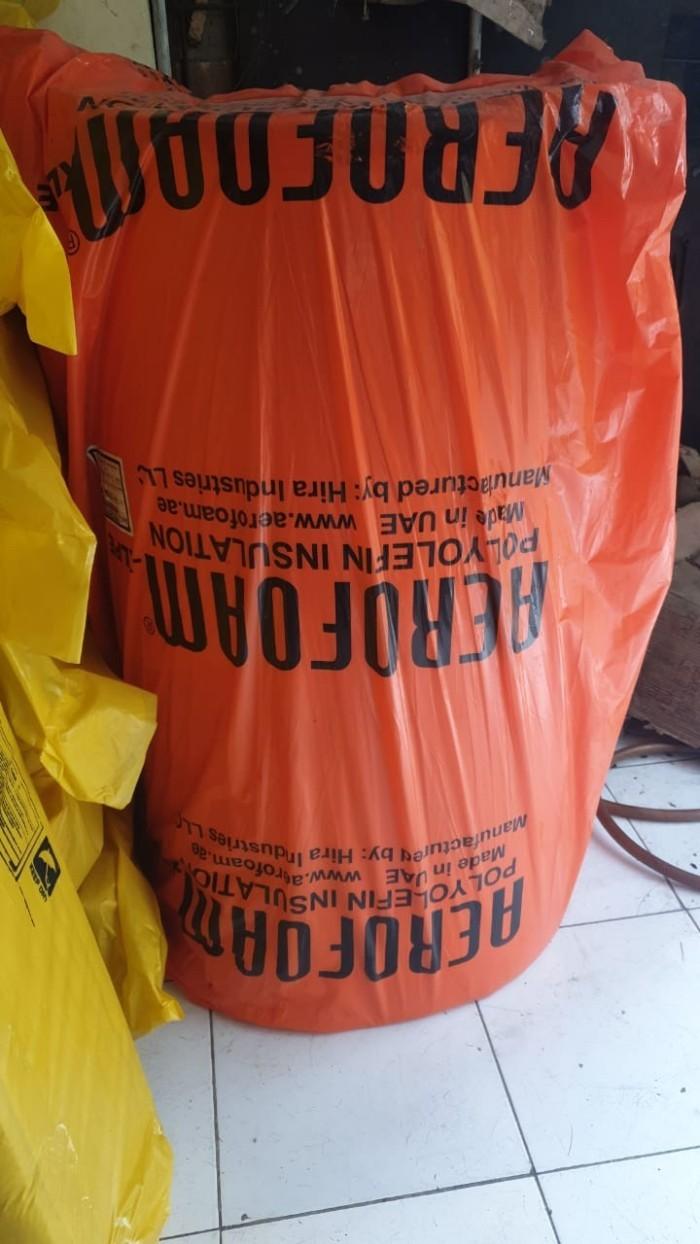 AEROFOAM
POLYOLEFIN INSULATION
Made in UAE www.aerofoam.ae
Manufactured by: Hira Industries LLC
AEROFOAM®
POLYOLEFIN INSULATION
Made in UAE www.aerofoam.ae
Manufactured by: Hira Industries LLC
AEROFOAM®